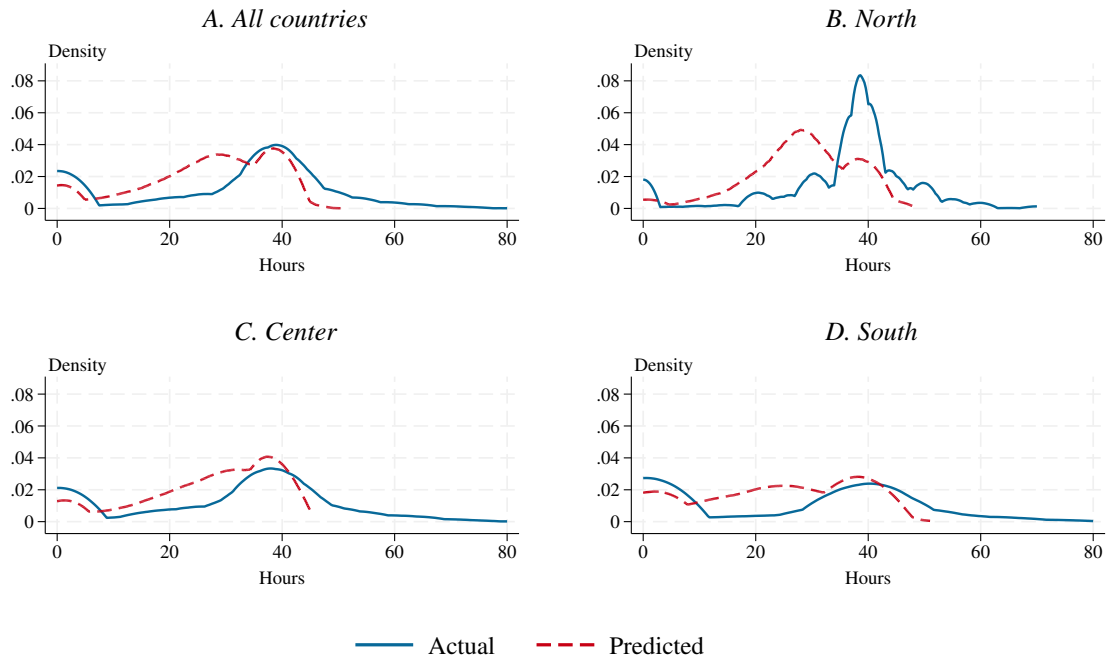 A. All countries
Density
.08
.06
.04
.02
0
0 20 40 60 80
Hours
B. North
Density
.08
.06
.04
.02
0
0 20 40 60 80
Hours
C. Center
Density
.08
.06
.04
.02
0
0 20 40 60 80
Hours
D. South
Density
.08
.06
.04
.02
0
0 20 40 60 80
Hours
Actual Predicted